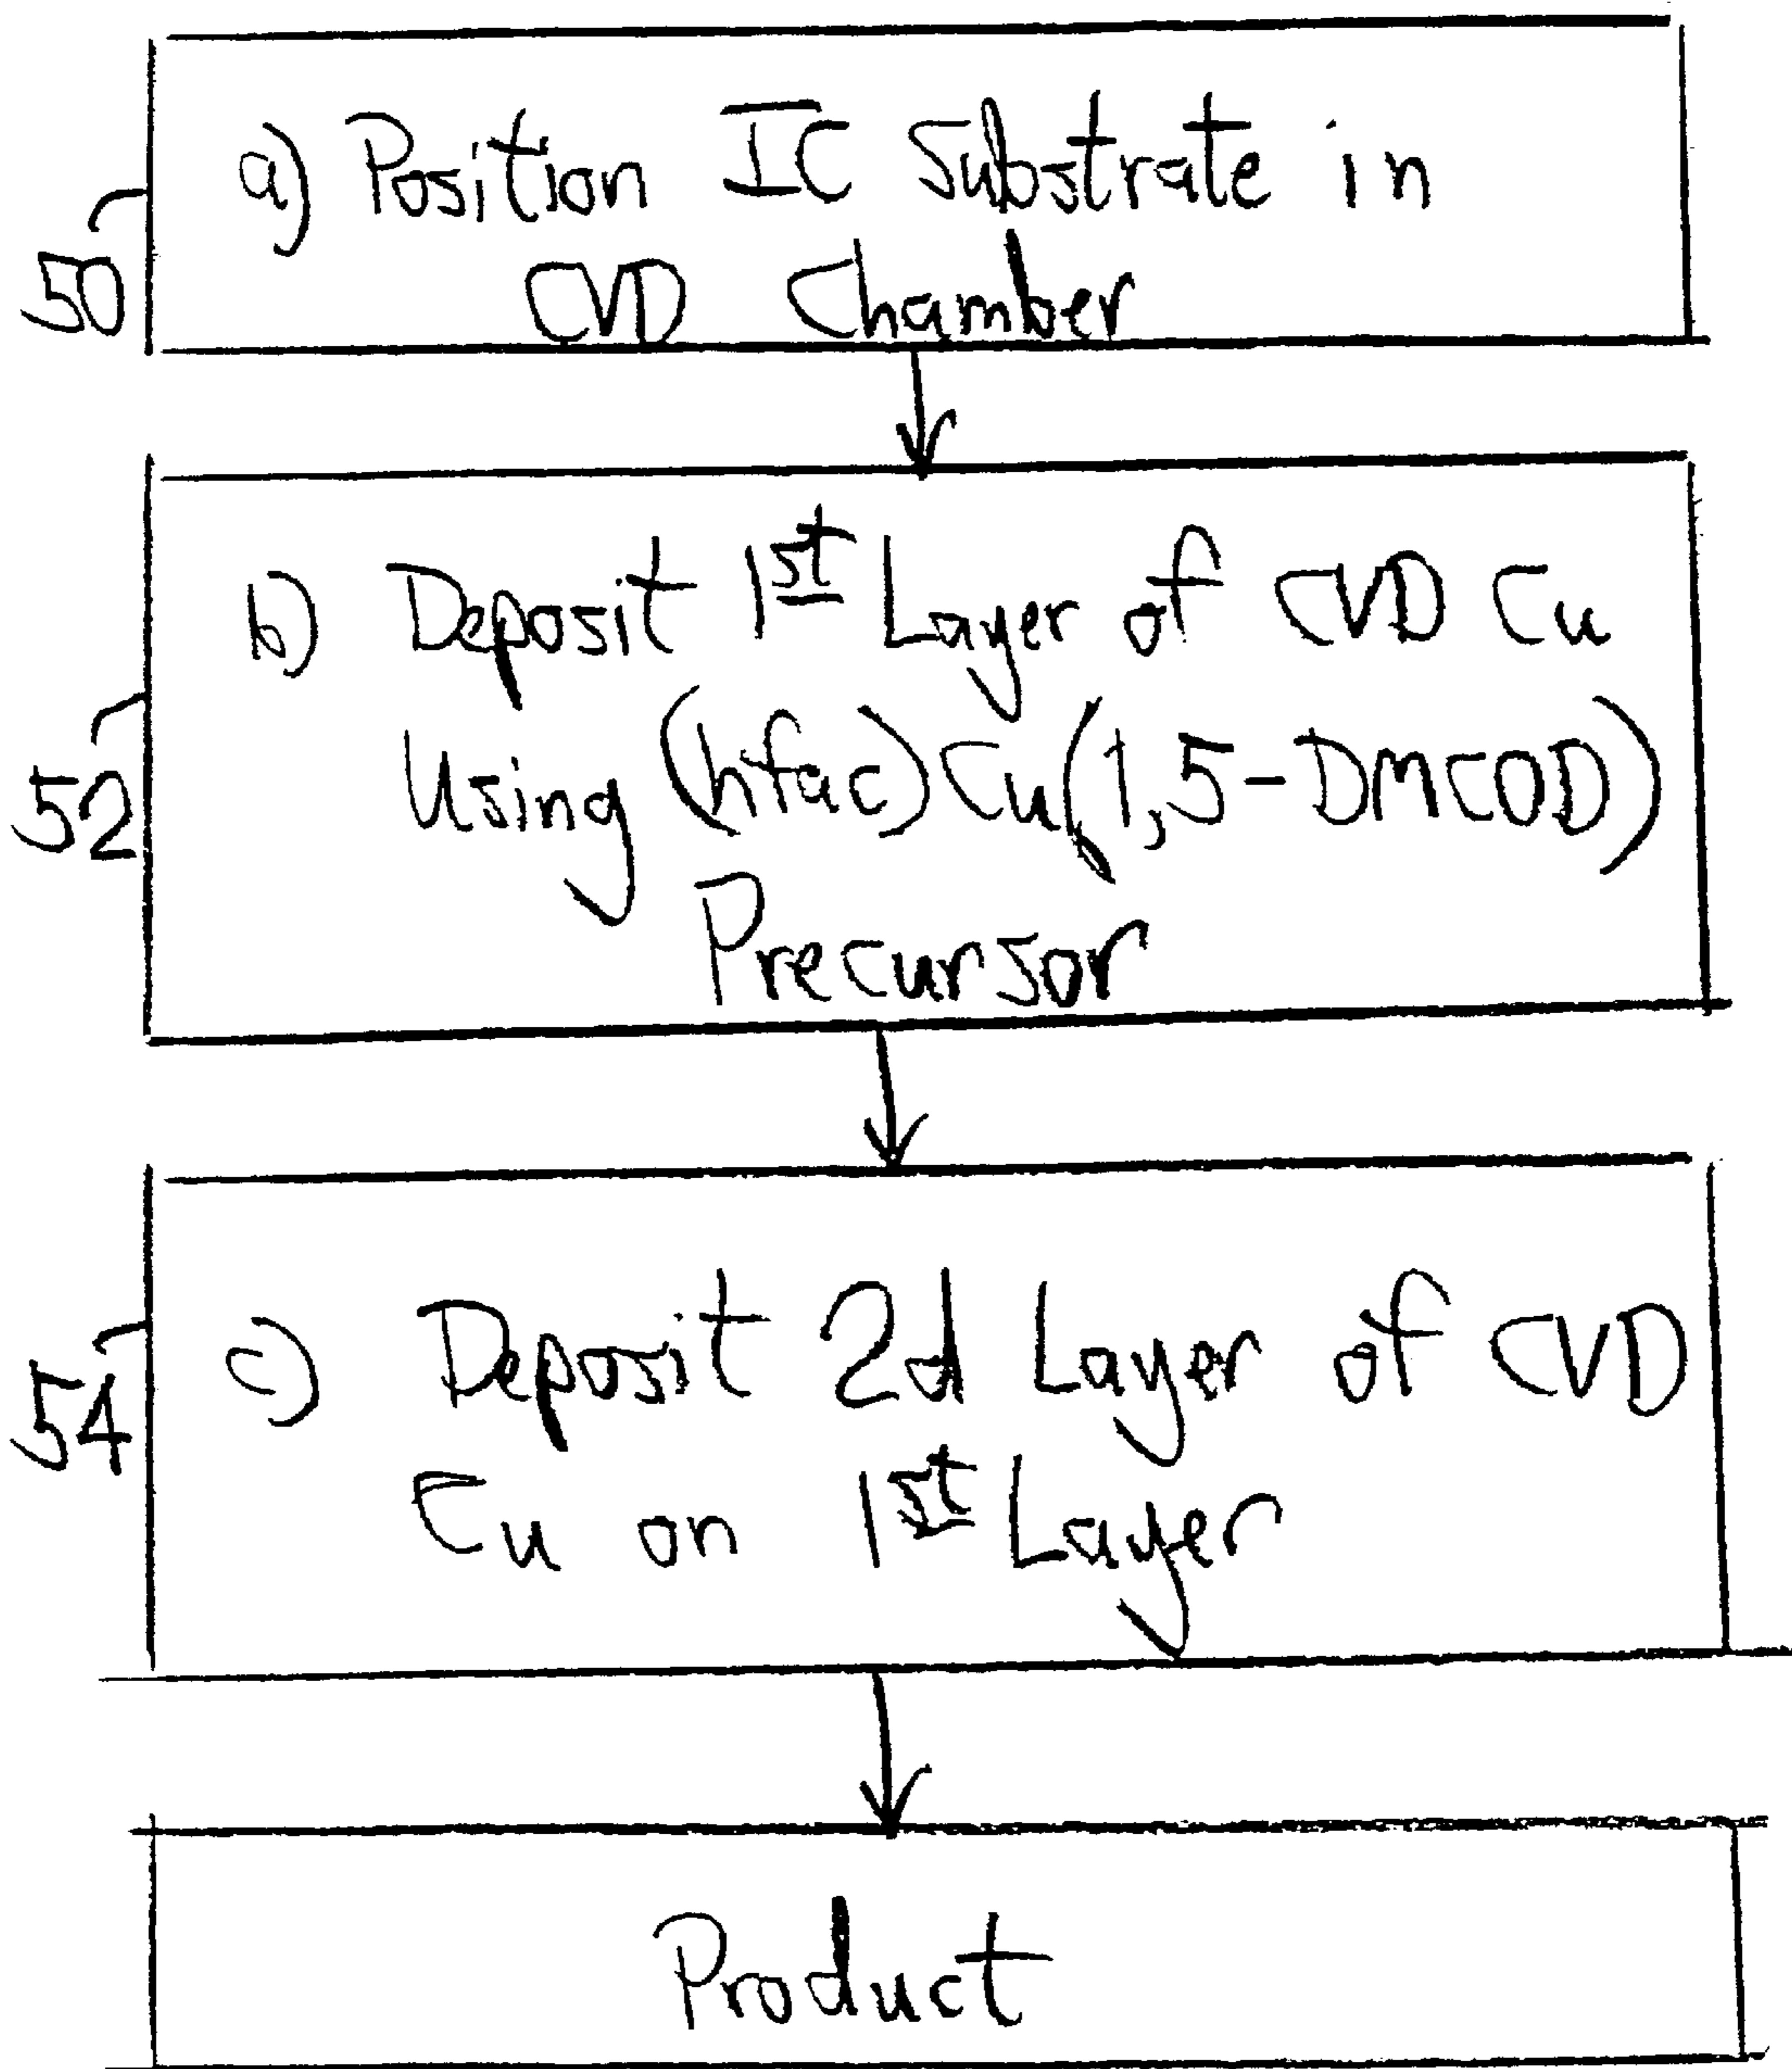 a) Position IC Substrate in
CVD Chamber
50
b) Deposit 1st Layer of CVD Cu
Using (hfac)Cu(1,5-DMCOD)
Precursor
52
c) Deposit 2d Layer of CVD
Cu on 1st Layer
54
Product